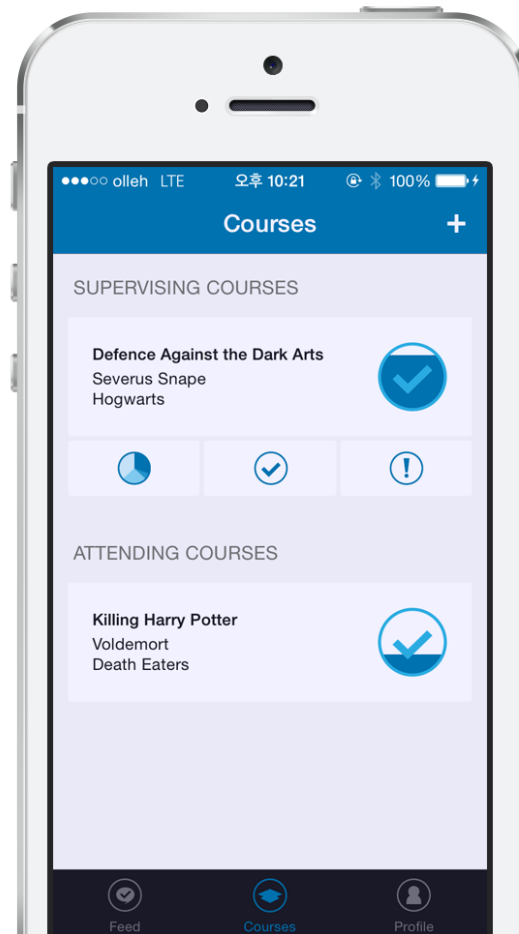 olleh LTE 오후 10:21 100%
Courses +
SUPERVISING COURSES
Defence Against the Dark Arts
Severus Snape
Hogwarts
ATTENDING COURSES
Killing Harry Potter
Voldemort
Death Eaters
Feed Courses Profile